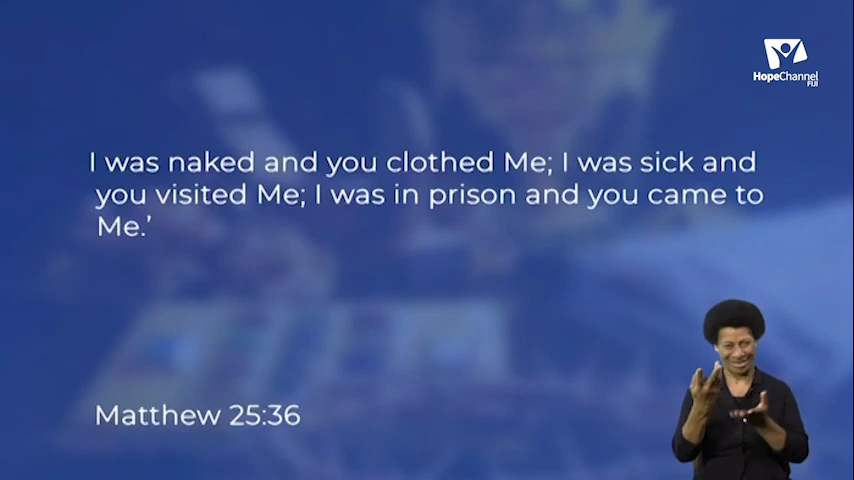 HopeChannel
FIJI
I was naked and you clothed Me; I was sick and
you visited Me; I was in prison and you came to
Me.’
Matthew 25:36